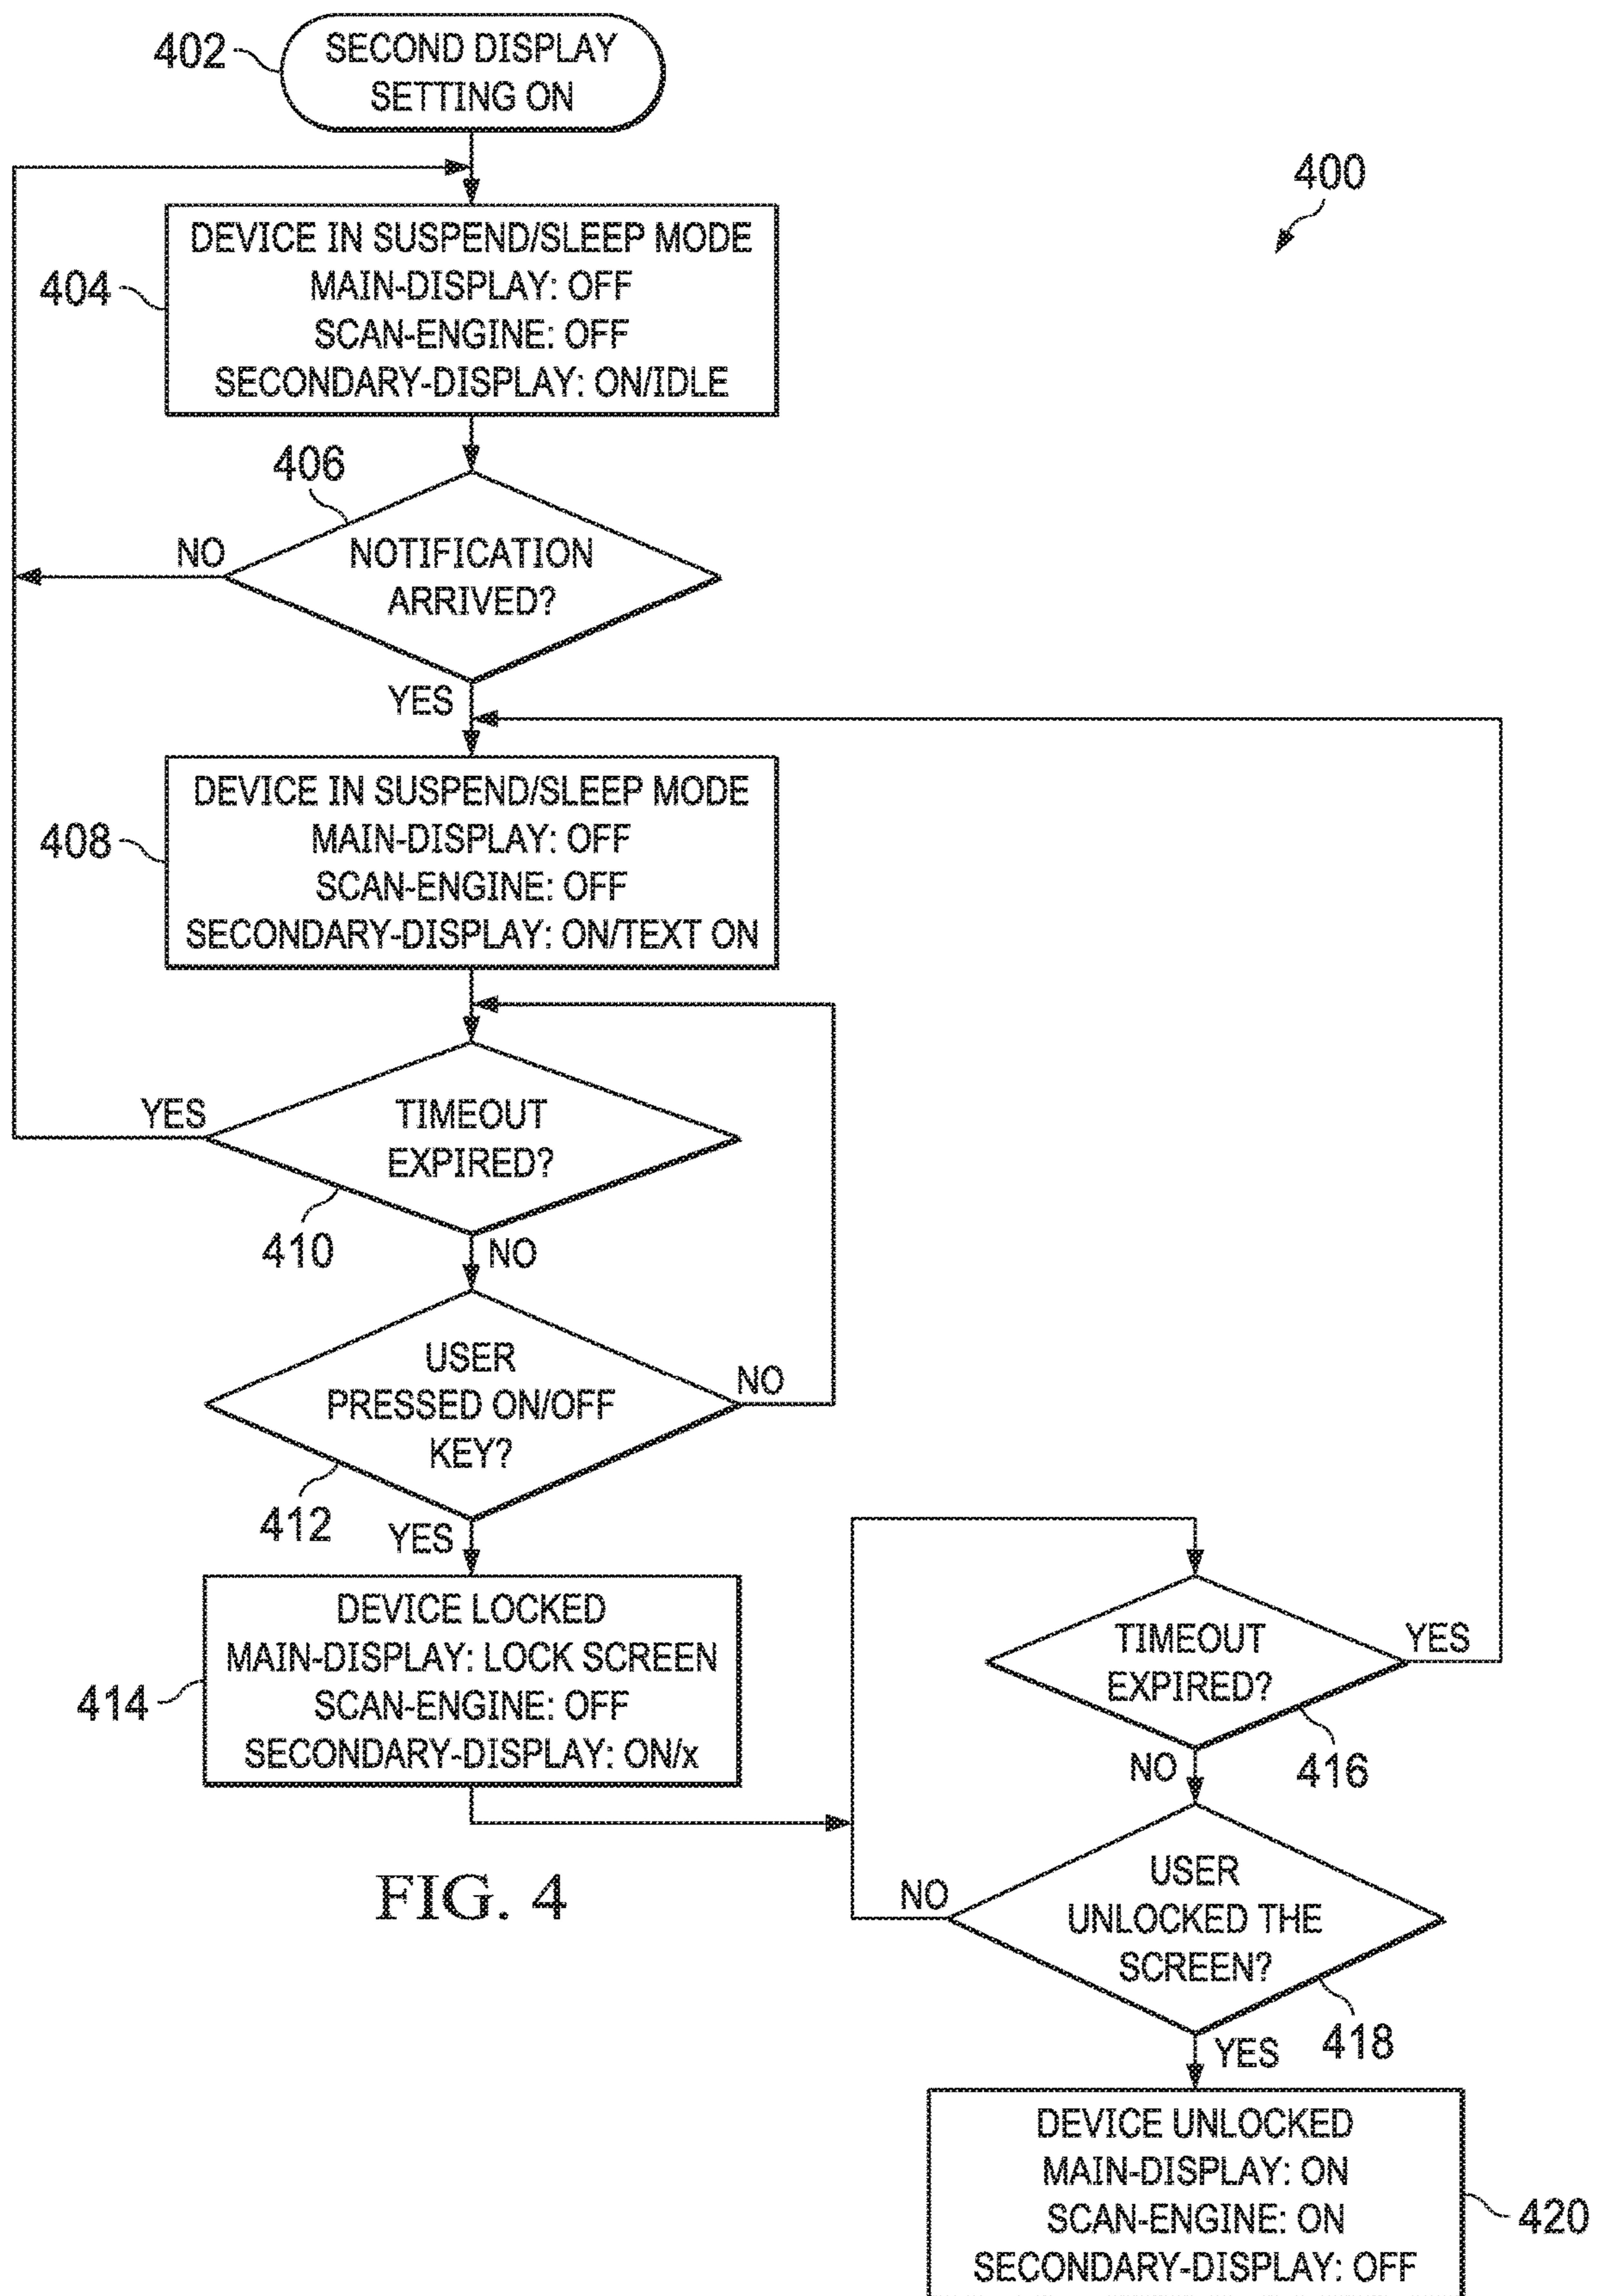 402
SECOND DISPLAY
SETTING ON
400
404
DEVICE IN SUSPEND/SLEEP MODE
MAIN-DISPLAY: OFF
SCAN-ENGINE: OFF
SECONDARY-DISPLAY: ON/IDLE
406
NO
NOTIFICATION
ARRIVED?
YES
408
DEVICE IN SUSPEND/SLEEP MODE
MAIN-DISPLAY: OFF
SCAN-ENGINE: OFF
SECONDARY-DISPLAY: ON/TEXT ON
YES
TIMEOUT
EXPIRED?
410
NO
USER
PRESSED ON/OFF
KEY?
NO
412
YES
414
DEVICE LOCKED
MAIN-DISPLAY: LOCK SCREEN
SCAN-ENGINE: OFF
SECONDARY-DISPLAY: ON/x
TIMEOUT
EXPIRED?
YES
416
NO
USER
UNLOCKED THE
SCREEN?
NO
418
YES
DEVICE UNLOCKED
MAIN-DISPLAY: ON
SCAN-ENGINE: ON
SECONDARY-DISPLAY: OFF
420
FIG. 4